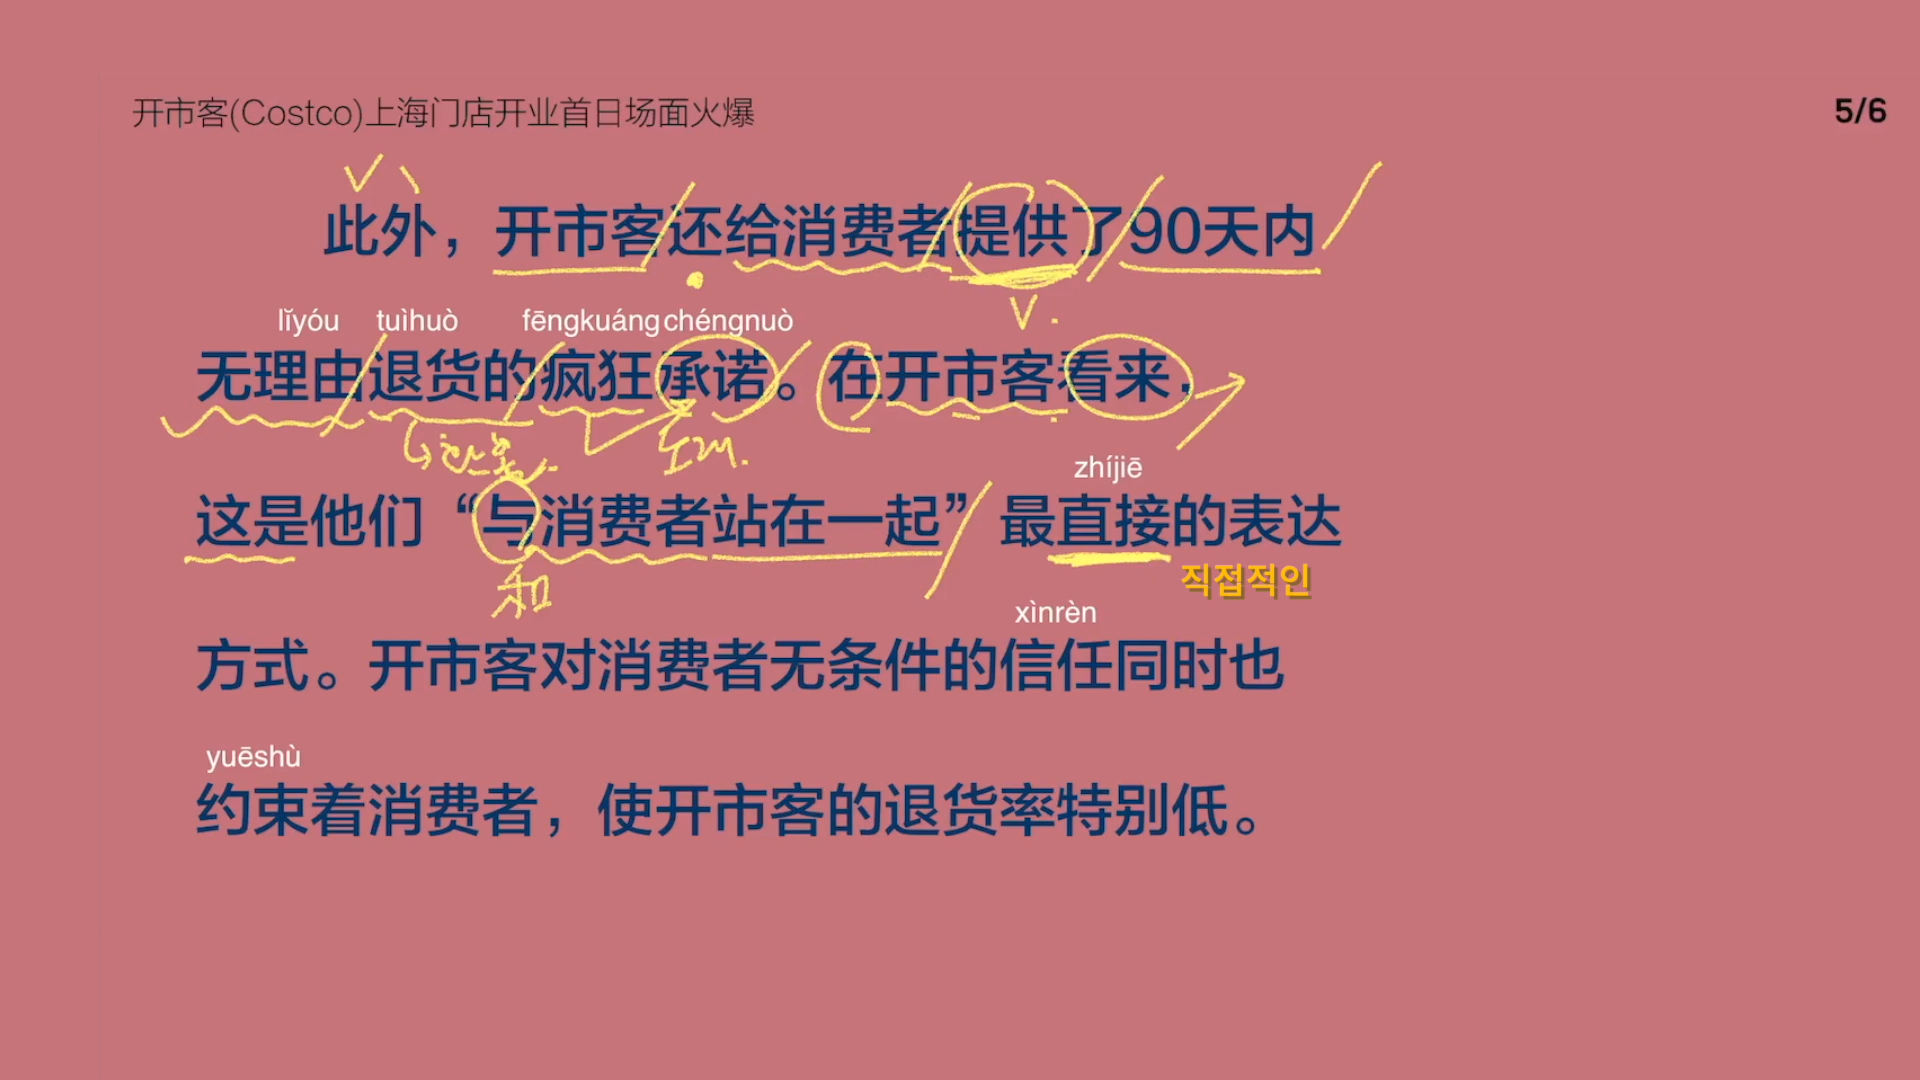 开市客(Costco)上海门店开业首日场面火爆
5/6
此外，开市客还给消费者提供了90天内
lǐyóu tuìhuò fēngkuáng chéngnuò
无理由退货的疯狂承诺。在开市客看来，
zhíjiē
这是他们“与消费者站在一起”最直接的表达
和
직접적인
xìnrèn
方式。开市客对消费者无条件的信任同时也
yuēshù
约束着消费者，使开市客的退货率特别低。